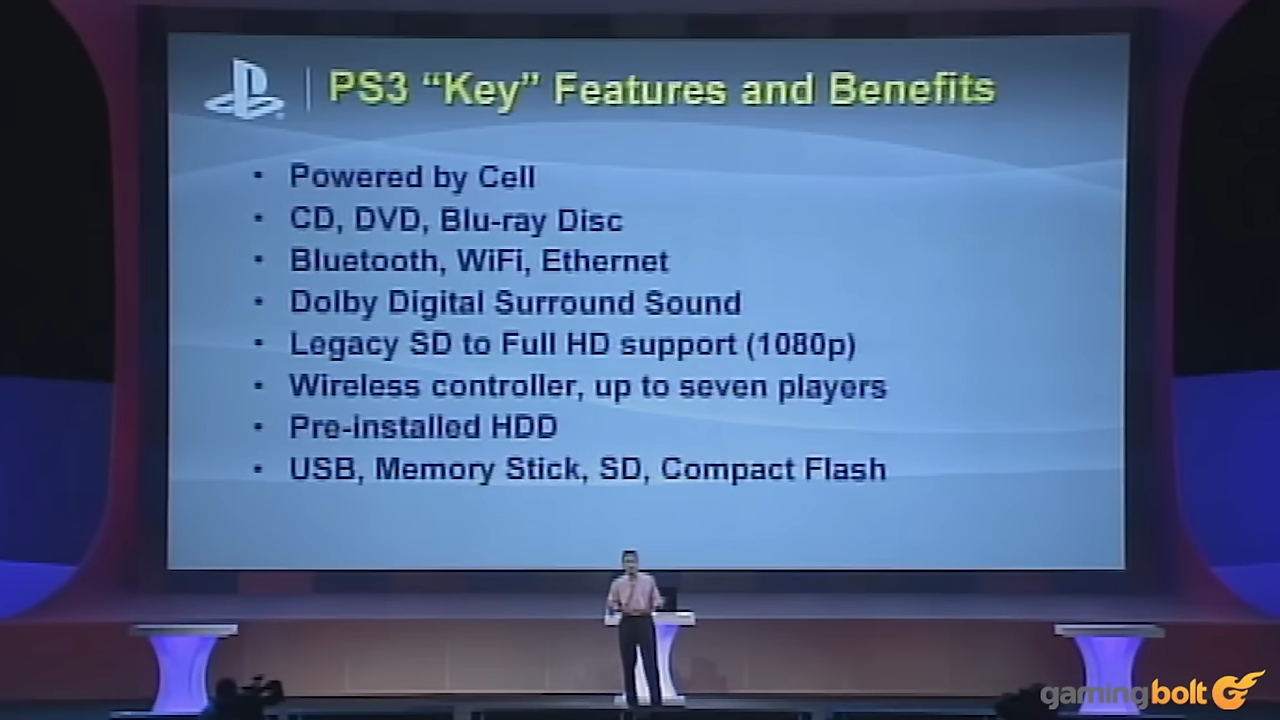 PS3 “Key” Features and Benefits
• Powered by Cell
• CD, DVD, Blu-ray Disc
• Bluetooth, WiFi, Ethernet
• Dolby Digital Surround Sound
• Legacy SD to Full HD support (1080p)
• Wireless controller, up to seven players
• Pre-installed HDD
• USB, Memory Stick, SD, Compact Flash
gamingbolt